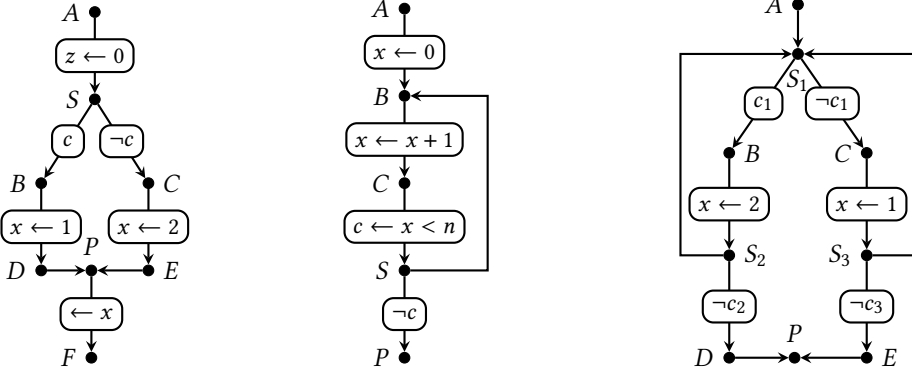 A
z ← 0
S
c
¬c
B
C
x ← 1
x ← 2
P
D
E
← x
F
A
x ← 0
B
x ← x + 1
C
c ← x < n
S
¬c
P
A
S₁
c₁
¬c₁
B
C
x ← 2
x ← 1
S₂
S₃
¬c₂
¬c₃
P
D
E